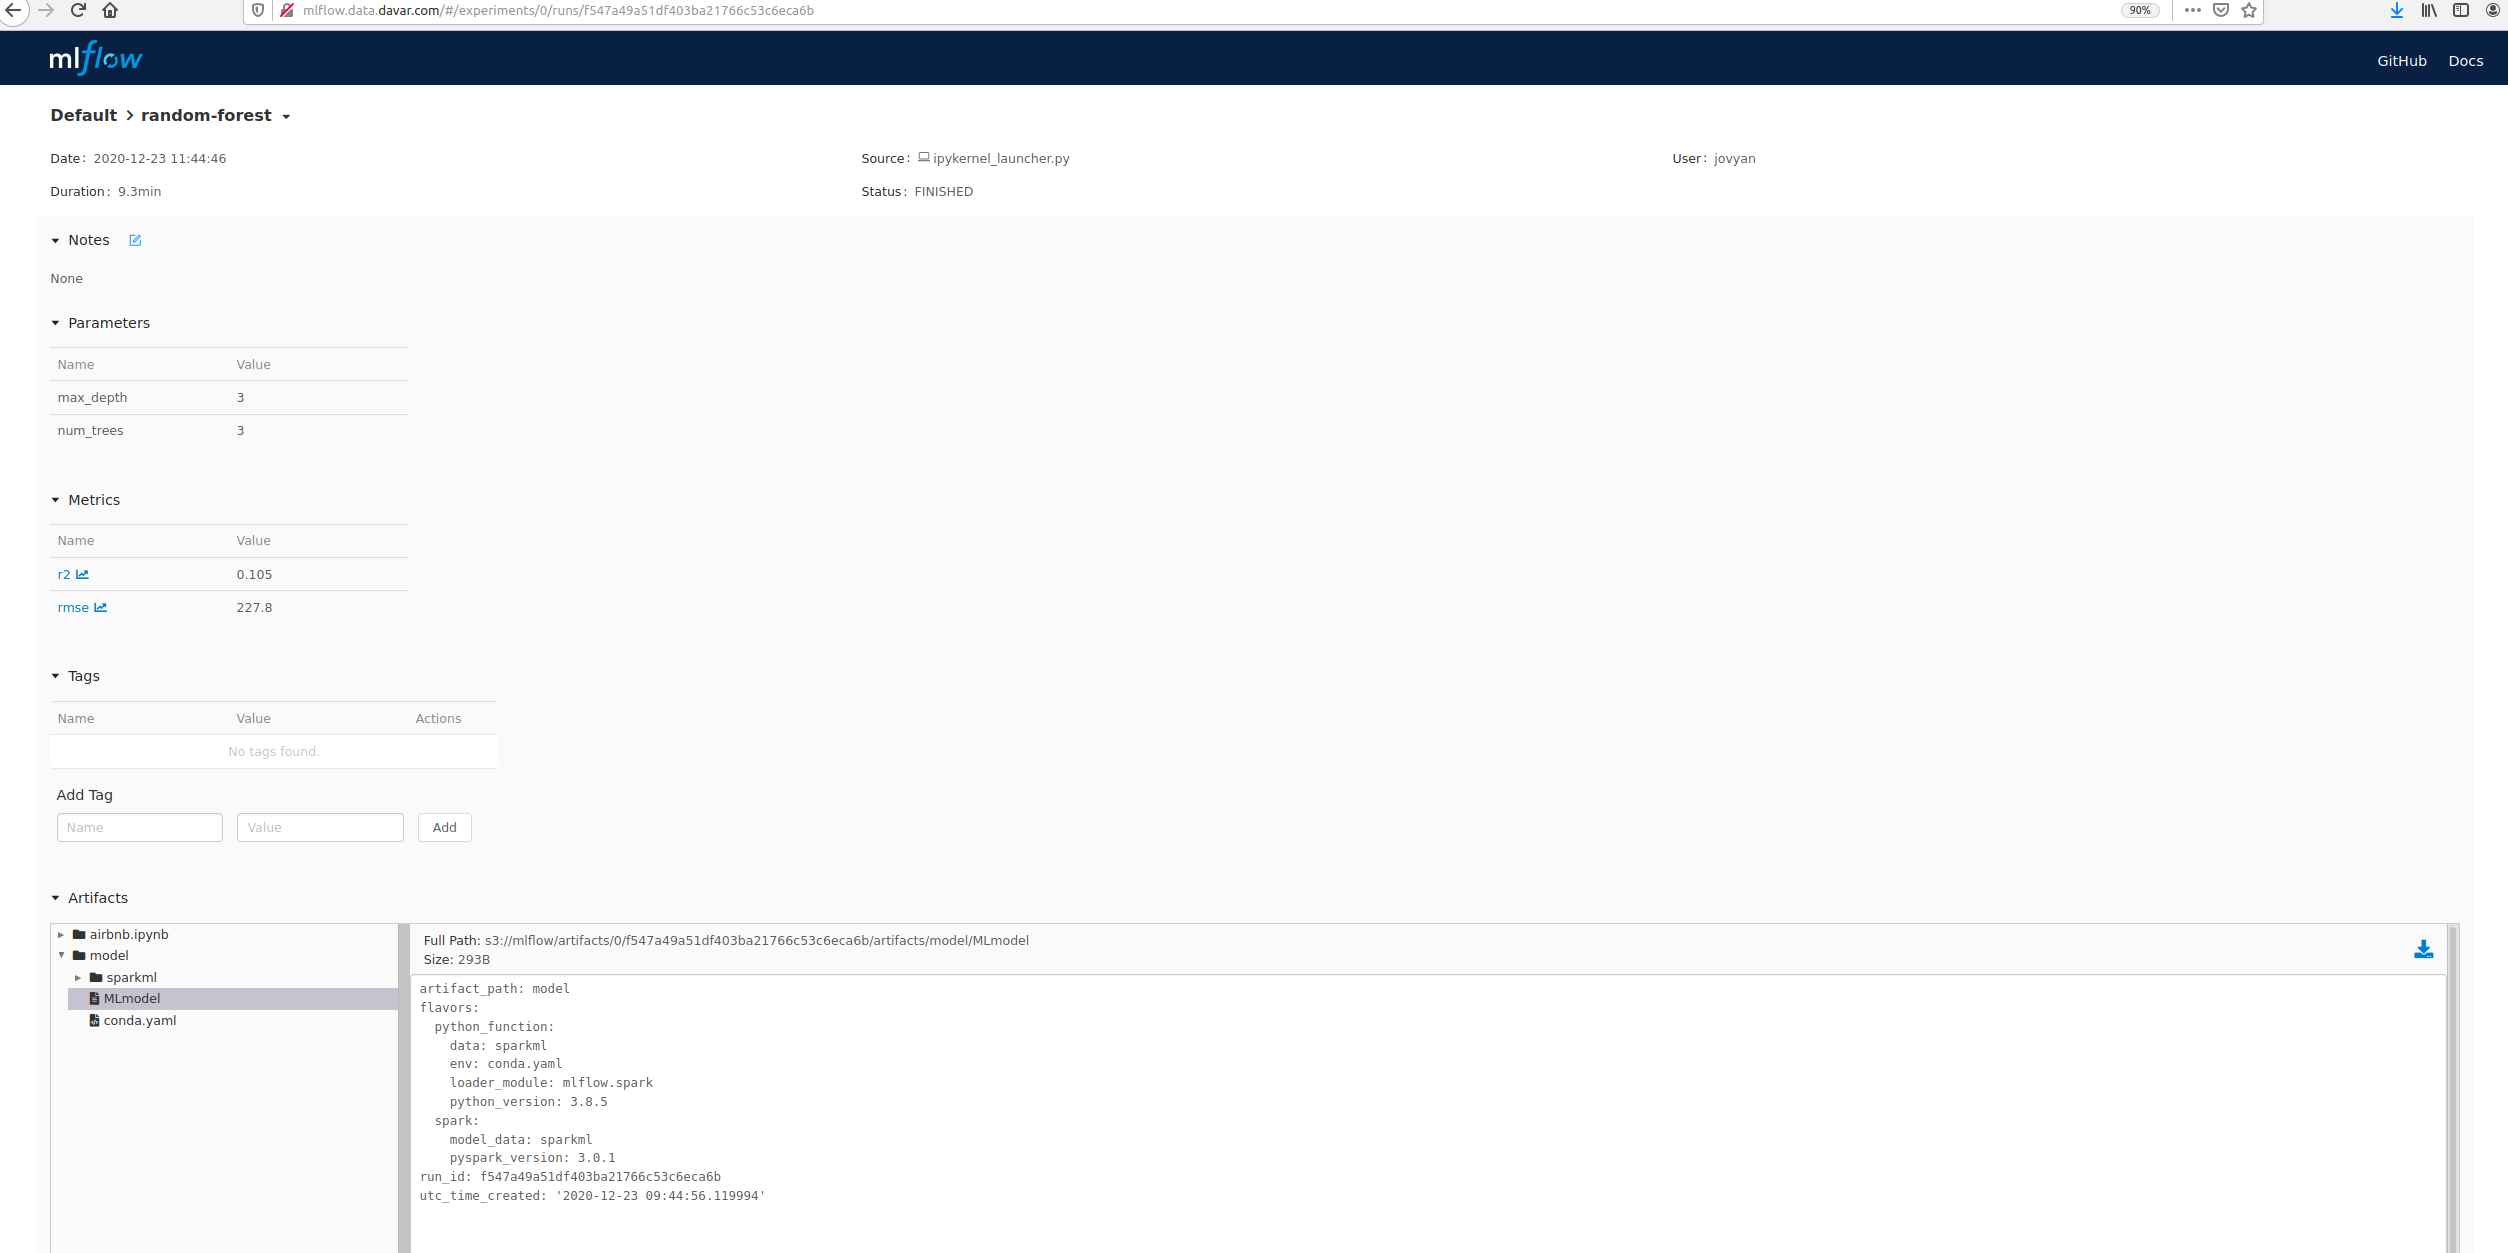 mlflow.data.davar.com/#/experiments/0/runs/f547a49a51df403ba21766c53c6eca6b 90%
mlflow GitHub Docs
Default > random-forest
Date: 2020-12-23 11:44:46 Source: ipykernel_launcher.py User: jovyan
Duration: 9.3min Status: FINISHED
Notes
None
Parameters
Name Value
max_depth 3
num_trees 3
Metrics
Name Value
r2 0.105
rmse 227.8
Tags
Name Value Actions
No tags found.
Add Tag
Name Value Add
Artifacts
airbnb.ipynb
model
sparkml
MLmodel
conda.yaml
Full Path: s3://mlflow/artifacts/0/f547a49a51df403ba21766c53c6eca6b/artifacts/model/MLmodel
Size: 293B
artifact_path: model
flavors:
  python_function:
    data: sparkml
    env: conda.yaml
    loader_module: mlflow.spark
    python_version: 3.8.5
  spark:
    model_data: sparkml
    pyspark_version: 3.0.1
run_id: f547a49a51df403ba21766c53c6eca6b
utc_time_created: '2020-12-23 09:44:56.119994'